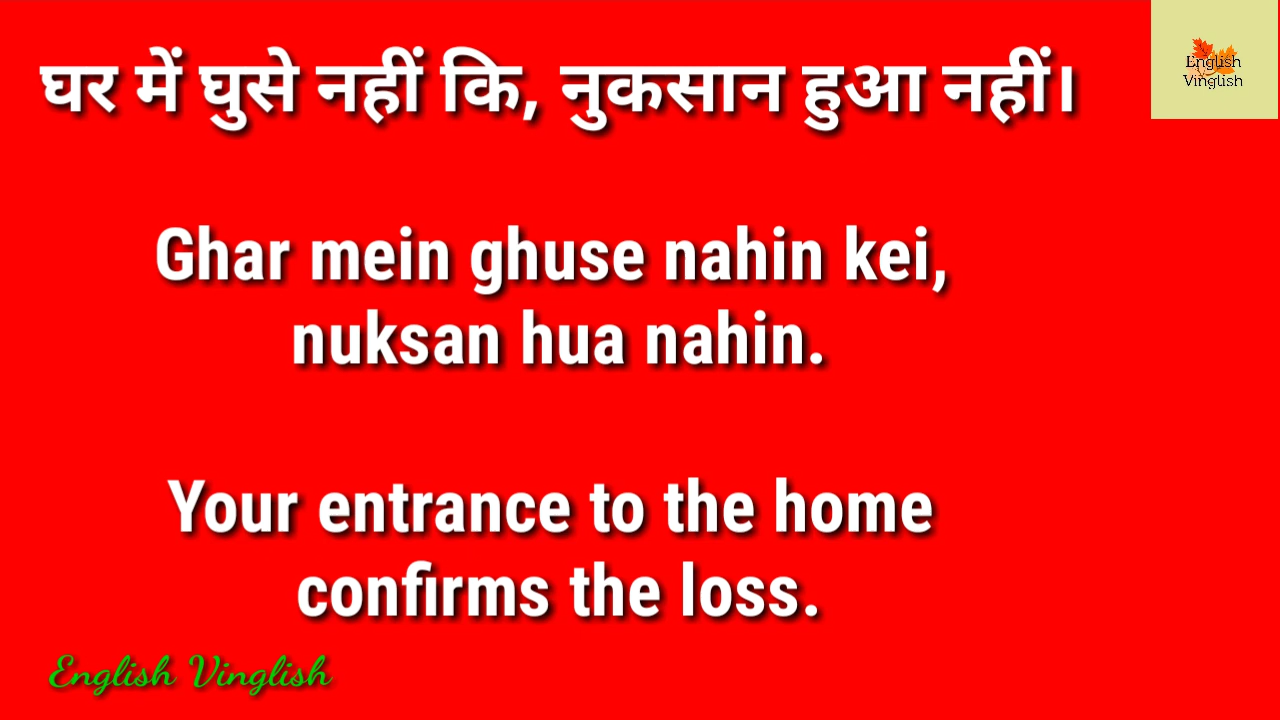 घर में घुसे नहीं कि, नुकसान हुआ नहीं।
English
Vinglish
Ghar mein ghuse nahin kei,
nuksan hua nahin.
Your entrance to the home
confirms the loss.
English Vinglish